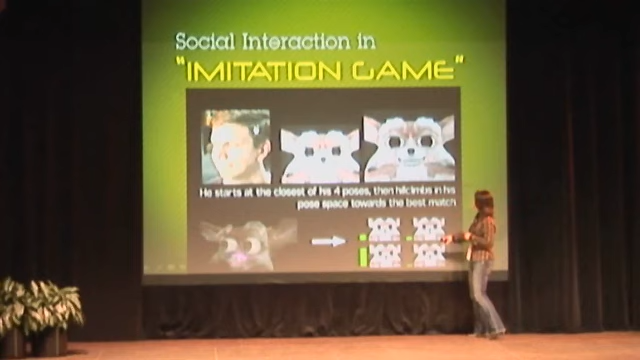 Social Interaction in
"IMITATION GAME"
He starts at the closest of his 4 poses, then hillclimbs in his
pose space towards the best match